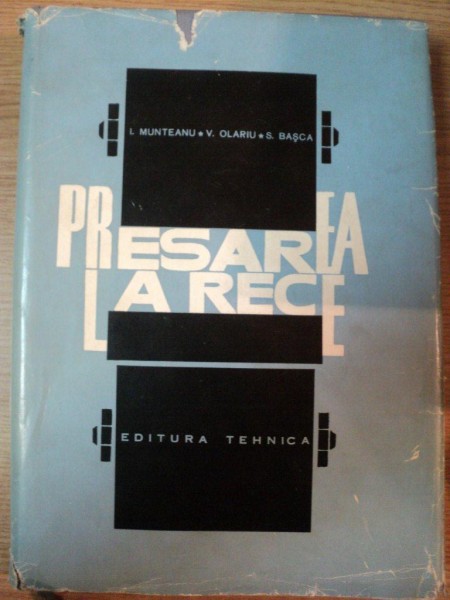 I. MUNTEANU ★ V. OLARIU ★ S. BAŞCA
PRESAREA
LA RECE
EDITURA TEHNICA